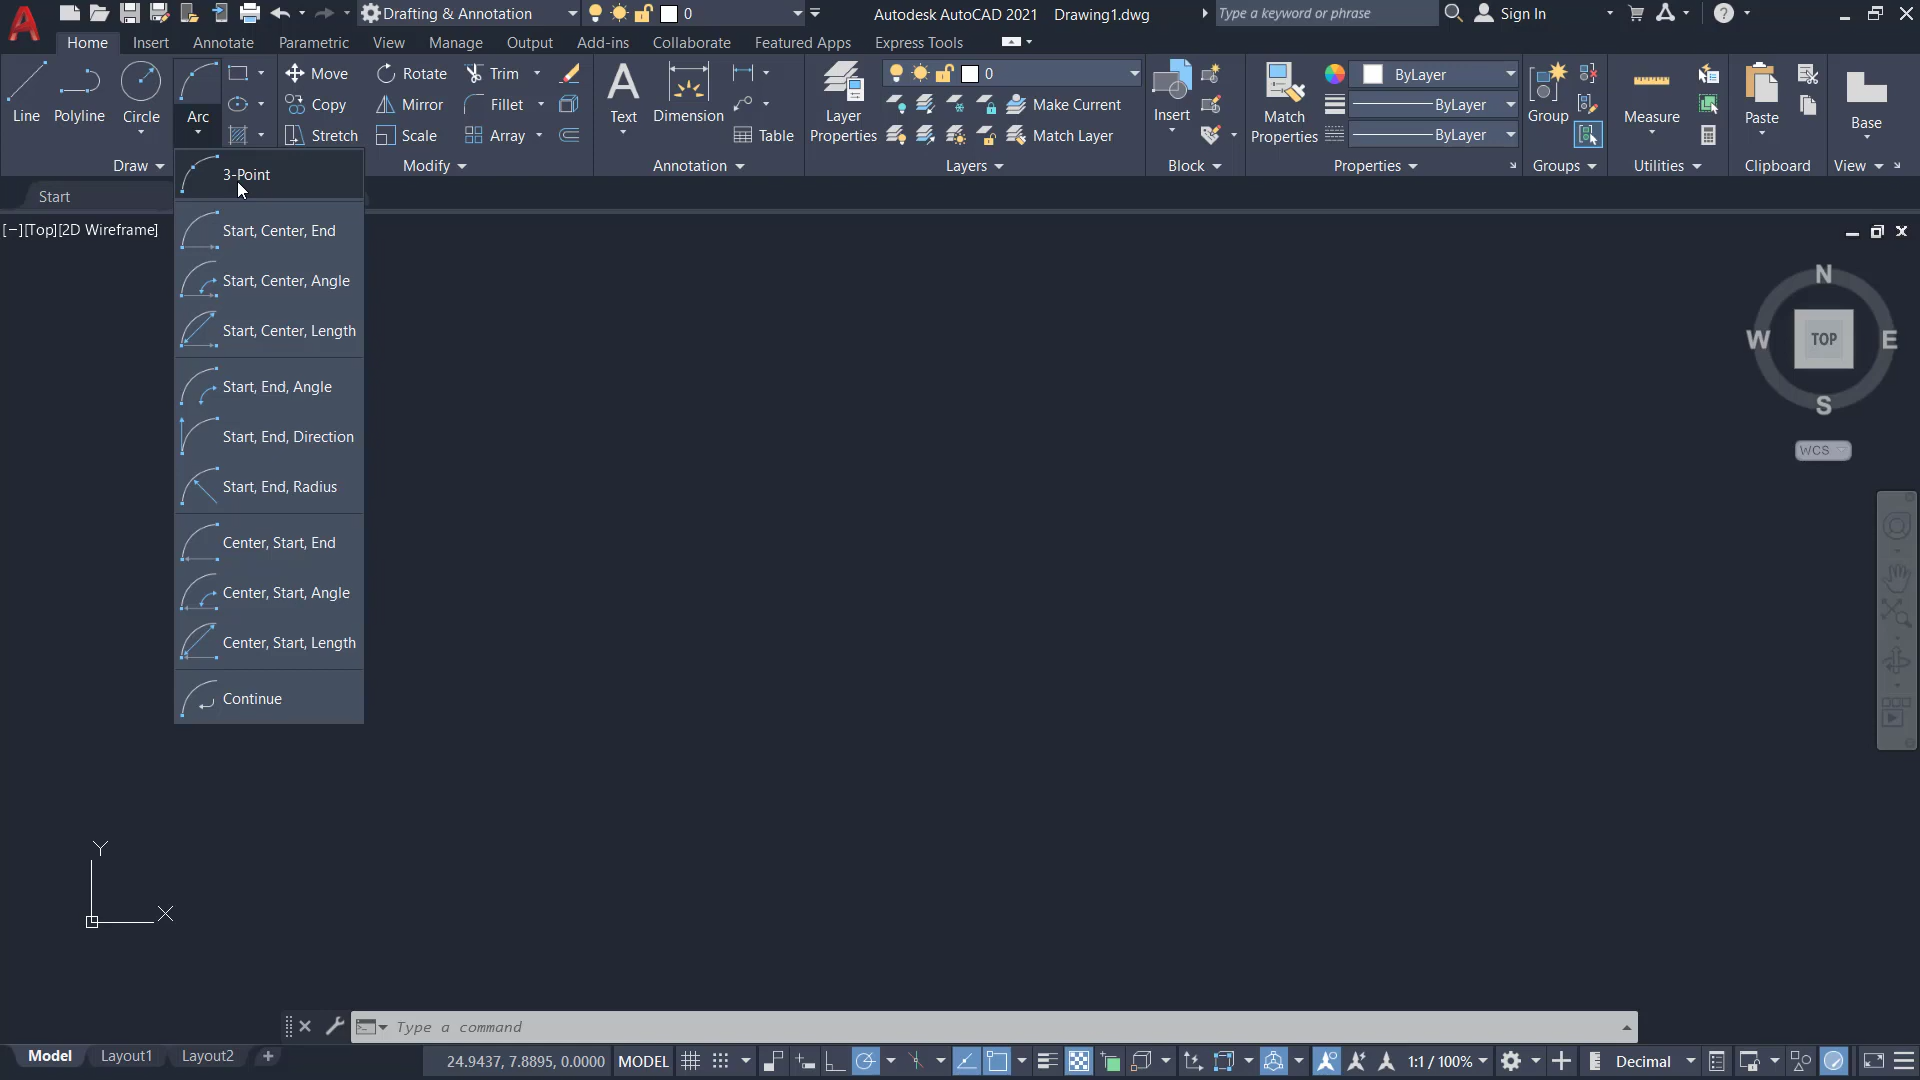 Drafting & Annotation
0
Autodesk AutoCAD 2021 Drawing1.dwg
Type a keyword or phrase
Sign In
Home Insert Annotate Parametric View Manage Output Add-ins Collaborate Featured Apps Express Tools
Line
Polyline
Circle
Arc
Draw
Move
Rotate
Trim
Copy
Mirror
Fillet
Stretch
Scale
Array
Modify
Text
Dimension
Table
Annotation
Layer
Properties
0
Make Current
Match Layer
Layers
Insert
Block
Match
Properties
ByLayer
ByLayer
ByLayer
Properties
Group
Groups
Measure
Utilities
Paste
Clipboard
Base
View
Start
[−][Top][2D Wireframe]
3-Point
Start, Center, End
Start, Center, Angle
Start, Center, Length
Start, End, Angle
Start, End, Direction
Start, End, Radius
Center, Start, End
Center, Start, Angle
Center, Start, Length
Continue
N
W
TOP
E
S
WCS
Y
X
Type a command
Model Layout1 Layout2
24.9437, 7.8895, 0.0000 MODEL
1:1 / 100%
Decimal